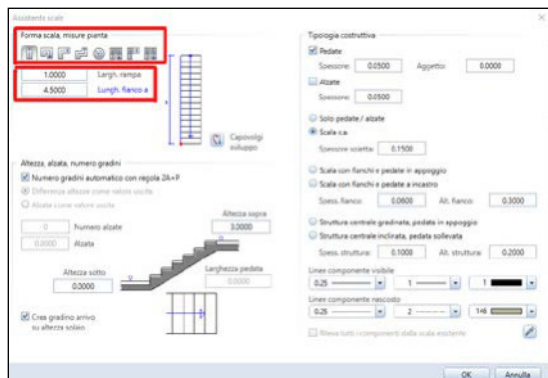 Assistente scale
Forma scala, misure pianta
1.0000 Largh. rampa
4.5000 Lungh. fianco a
Capovolgi
sviluppo
Altezza, alzata, numero gradini
Numero gradini automatico con regola 2A+P
Differenza altezze come valore uscita
Alzata come valore uscita
0 Numero alzate
0.0000 Alzata
Altezza sopra
3.0000
Altezza sotto
0.0000
Larghezza pedata
0.0000
Crea gradino arrivo
su altezza solaio
Tipologia costruttiva
Pedate
Spessore: 0.0500 Aggetto: 0.0000
Alzate
Spessore: 0.0500
Solo pedate / alzate
Scala c.a.
Spessore soletta: 0.1500
Scala con fianchi e pedate in appoggio
Scala con fianchi e pedate a incastro
Spess. fianco: 0.0600 Alt. fianco: 0.3000
Struttura centrale gradinata, pedata in appoggio
Struttura centrale inclinata, pedata sollevata
Spess. struttura: 0.1008 Alt. struttura: 0.2000
Linee componente visibile
0.25 1 1
Linee componente nascosto
0.25 2 146
Rileva tutti i componenti dalla scala esistente
OK Annulla